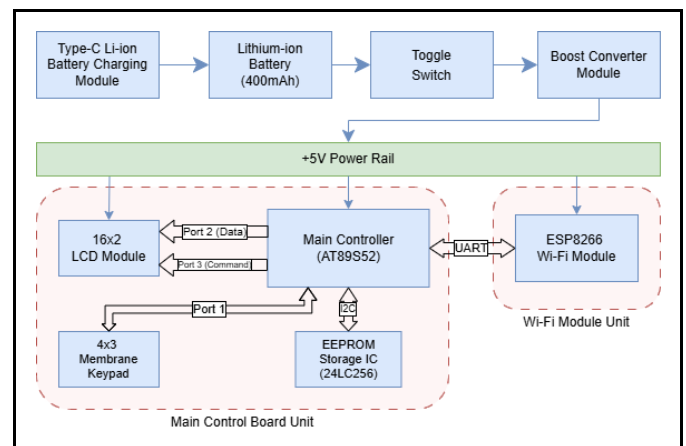 Type-C Li-ion
Battery Charging
Module
Lithium-ion
Battery
(400mAh)
Toggle
Switch
Boost Converter
Module
+5V Power Rail
16x2
LCD Module
Port 2 (Data)
Port 3 (Command)
Main Controller
(AT89S52)
UART
ESP8266
Wi-Fi Module
Port 1
I2C
4x3
Membrane
Keypad
EEPROM
Storage IC
(24LC256)
Wi-Fi Module Unit
Main Control Board Unit